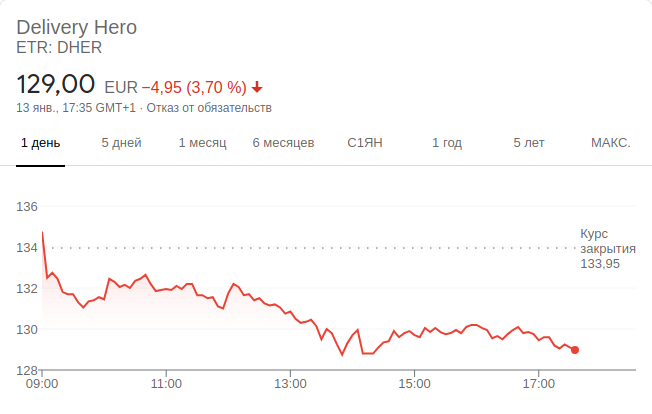 Delivery Hero
ETR: DHER
129,00 EUR −4,95 (3,70 %)
13 янв., 17:35 GMT+1 · Отказ от обязательств
1 день 5 дней 1 месяц 6 месяцев С1ЯН 1 год 5 лет МАКС.
136
134
132
130
128
Курс
закрытия
133,95
09:00 11:00 13:00 15:00 17:00